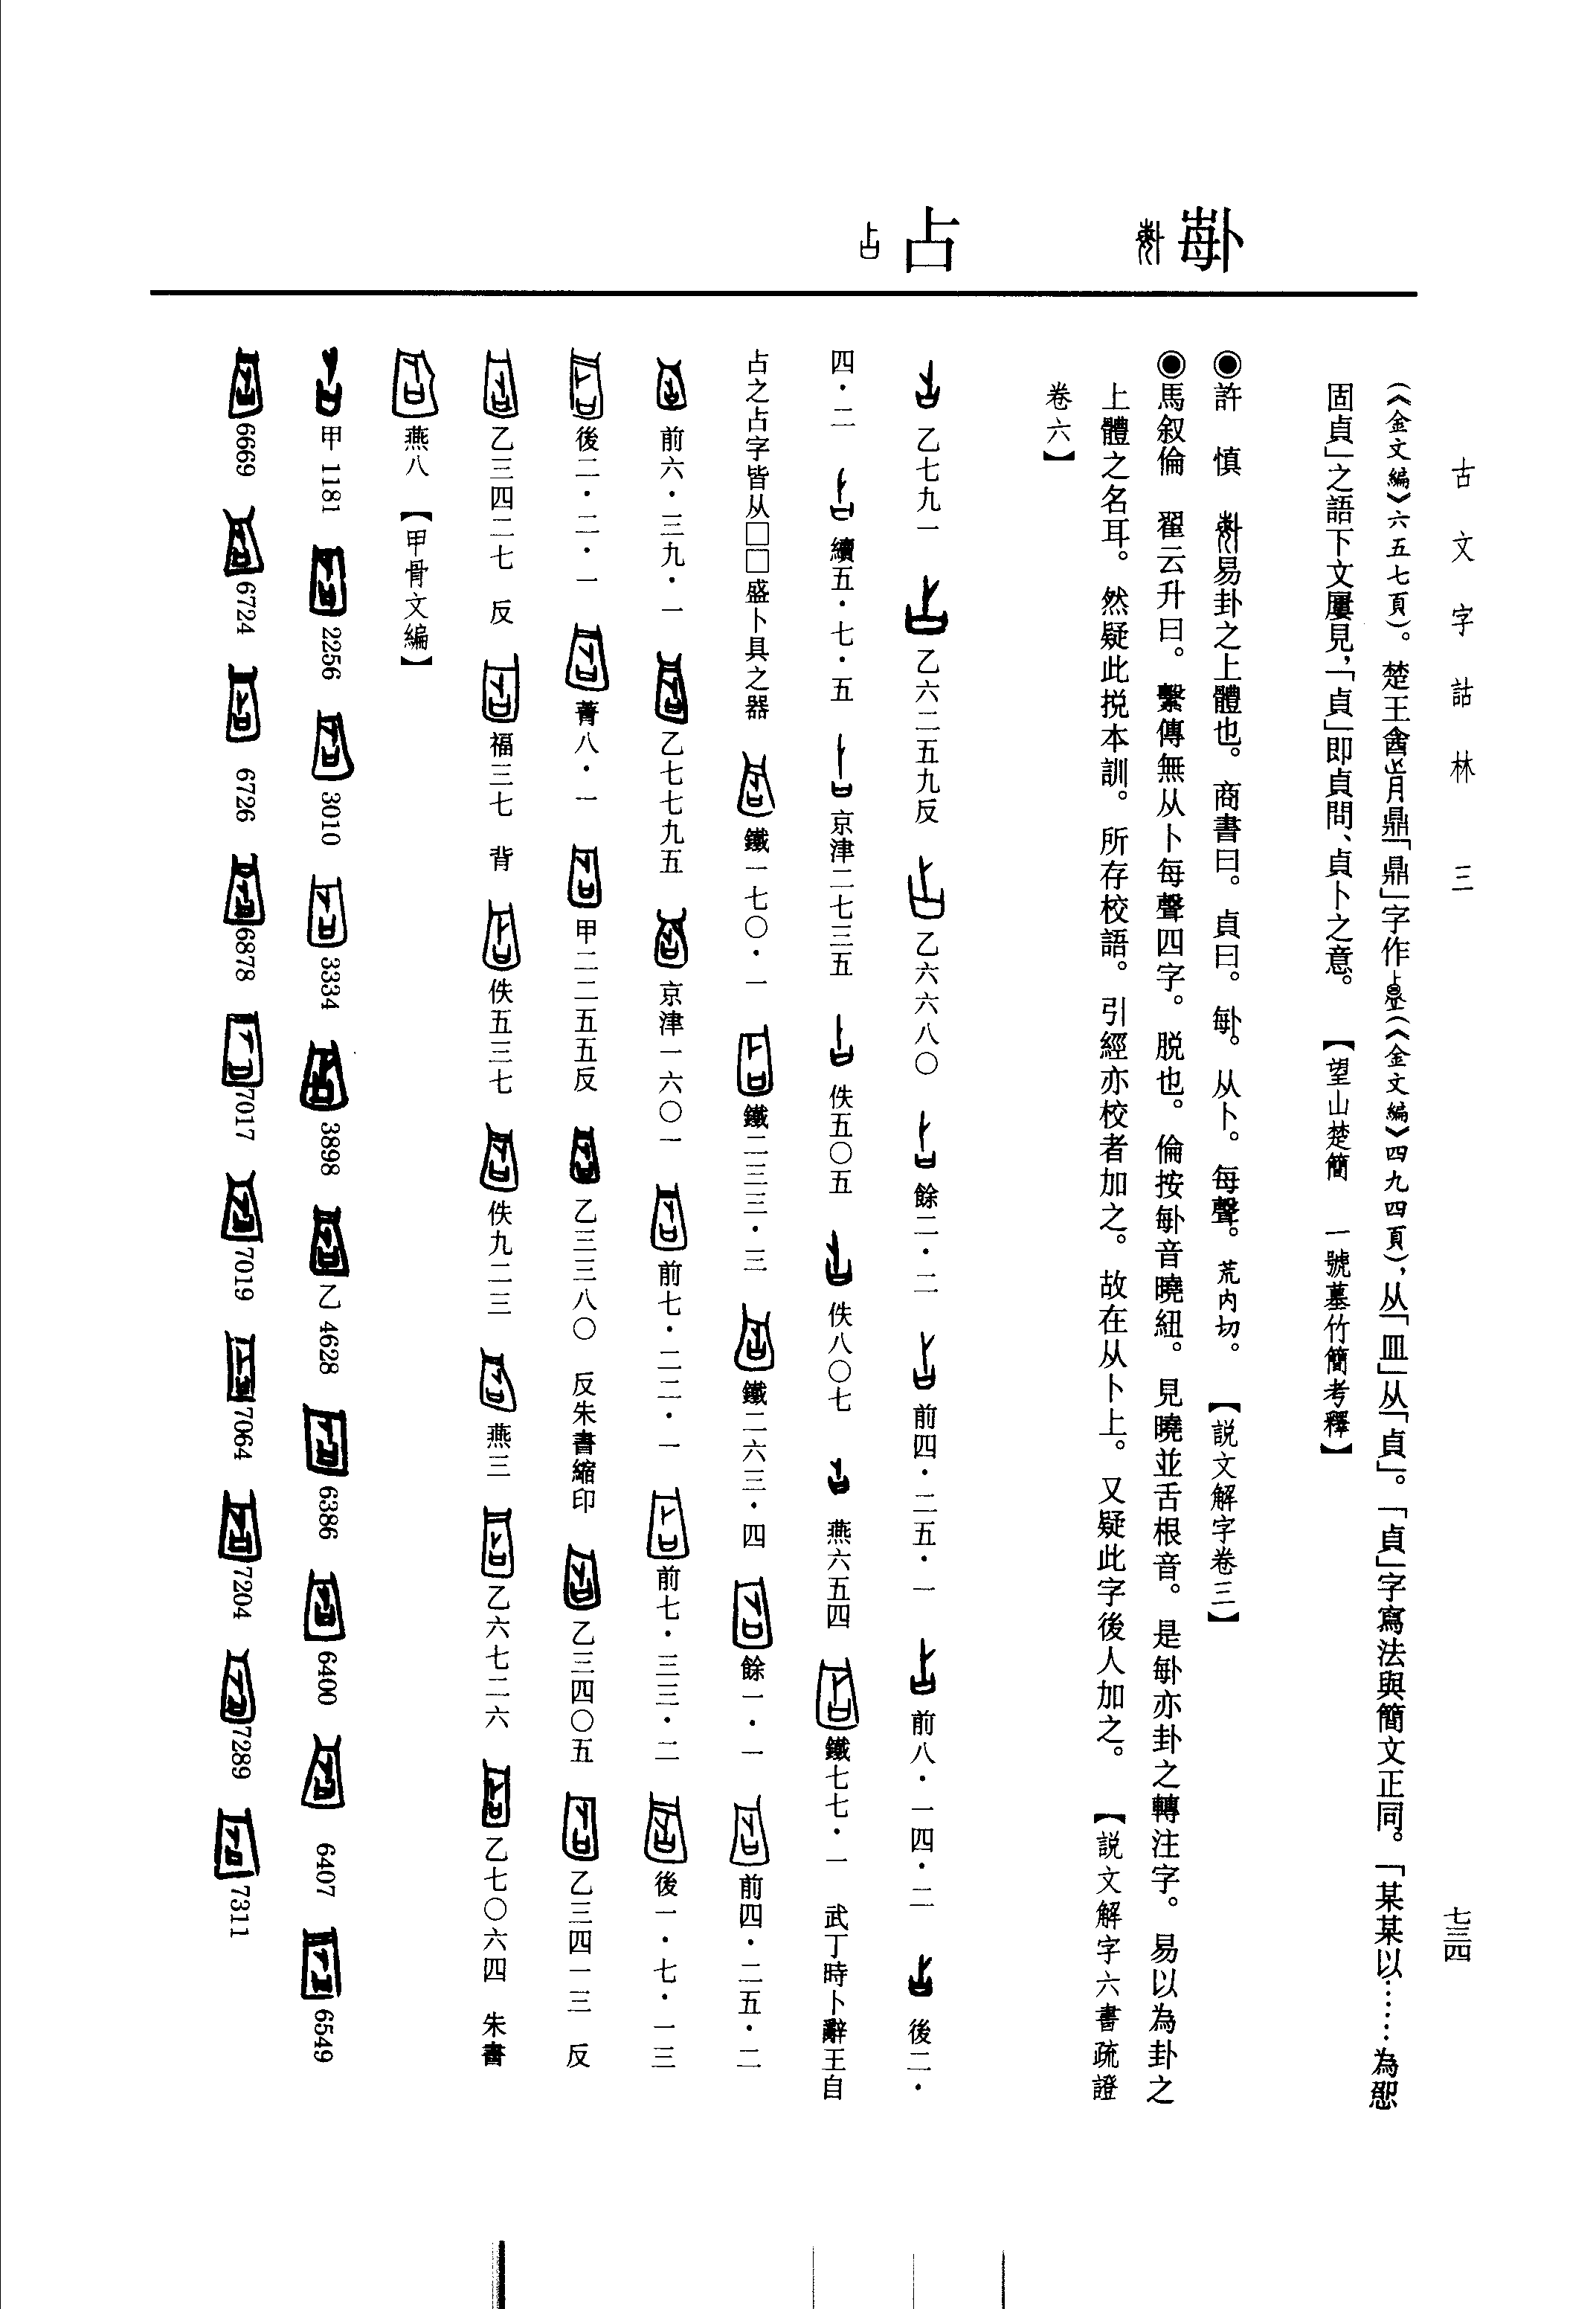 古文字詁林 三
七三四
占
(《金文編》六五七頁)。楚王酓月鼎「鼎」字作(《金文編》四九四頁)，从「皿」从「貞」。「貞」字寫法與簡文正同。「某某以……為
固貞」之語下文屢見，「貞」即貞問、貞卜之意。【望山楚簡 一號墓竹簡考釋】
◉許 慎 易卦之上體也。商書曰。貞曰。从卜。每聲。荒内切。【説文解字卷三】
◉馬叙倫 翟云升曰。繫傳無从卜每聲四字。脱也。倫按音曉紐。見曉並舌根音。是亦卦之轉注字。易以為卦之
上體之名耳。然疑此捝本訓。所存校語。引經亦校者加之。故在从卜上。又疑此字後人加之。【説文解字六書疏證
卷六】
乙七九一 乙六二五九反 乙六六八〇 餘二·二 前四·二五·一 前八·一四·二 後二·
四·二 續五·七·五 京津二七三五 佚五〇五 佚八〇七 燕六五四 鐵七七·一 武丁時卜辭王自
占之占字皆从□□盛卜具之器 鐵一七〇·一 鐵二三三·三 鐵二六三·四 餘一·一 前四·二五·二
前六·三九·一 乙七七九五 京津一六〇一 前七·二二·一 前七·三三·二 後一·七·一三
後二·二·一 菁八·一 甲二二五五反 乙三三八〇 反朱書縮印 乙三四〇五 乙三四一三 反
乙三四二七 反 福三七 背 佚五三七 佚九二三 燕三 乙六七二六 乙七〇六四 朱書
燕八 【甲骨文編】
甲 1181 2256 3010 3334 3898 乙 4628 6386 6400 6407 6549
6669 6724 6726 6878 7017 7019 7064 7204 7289 7311